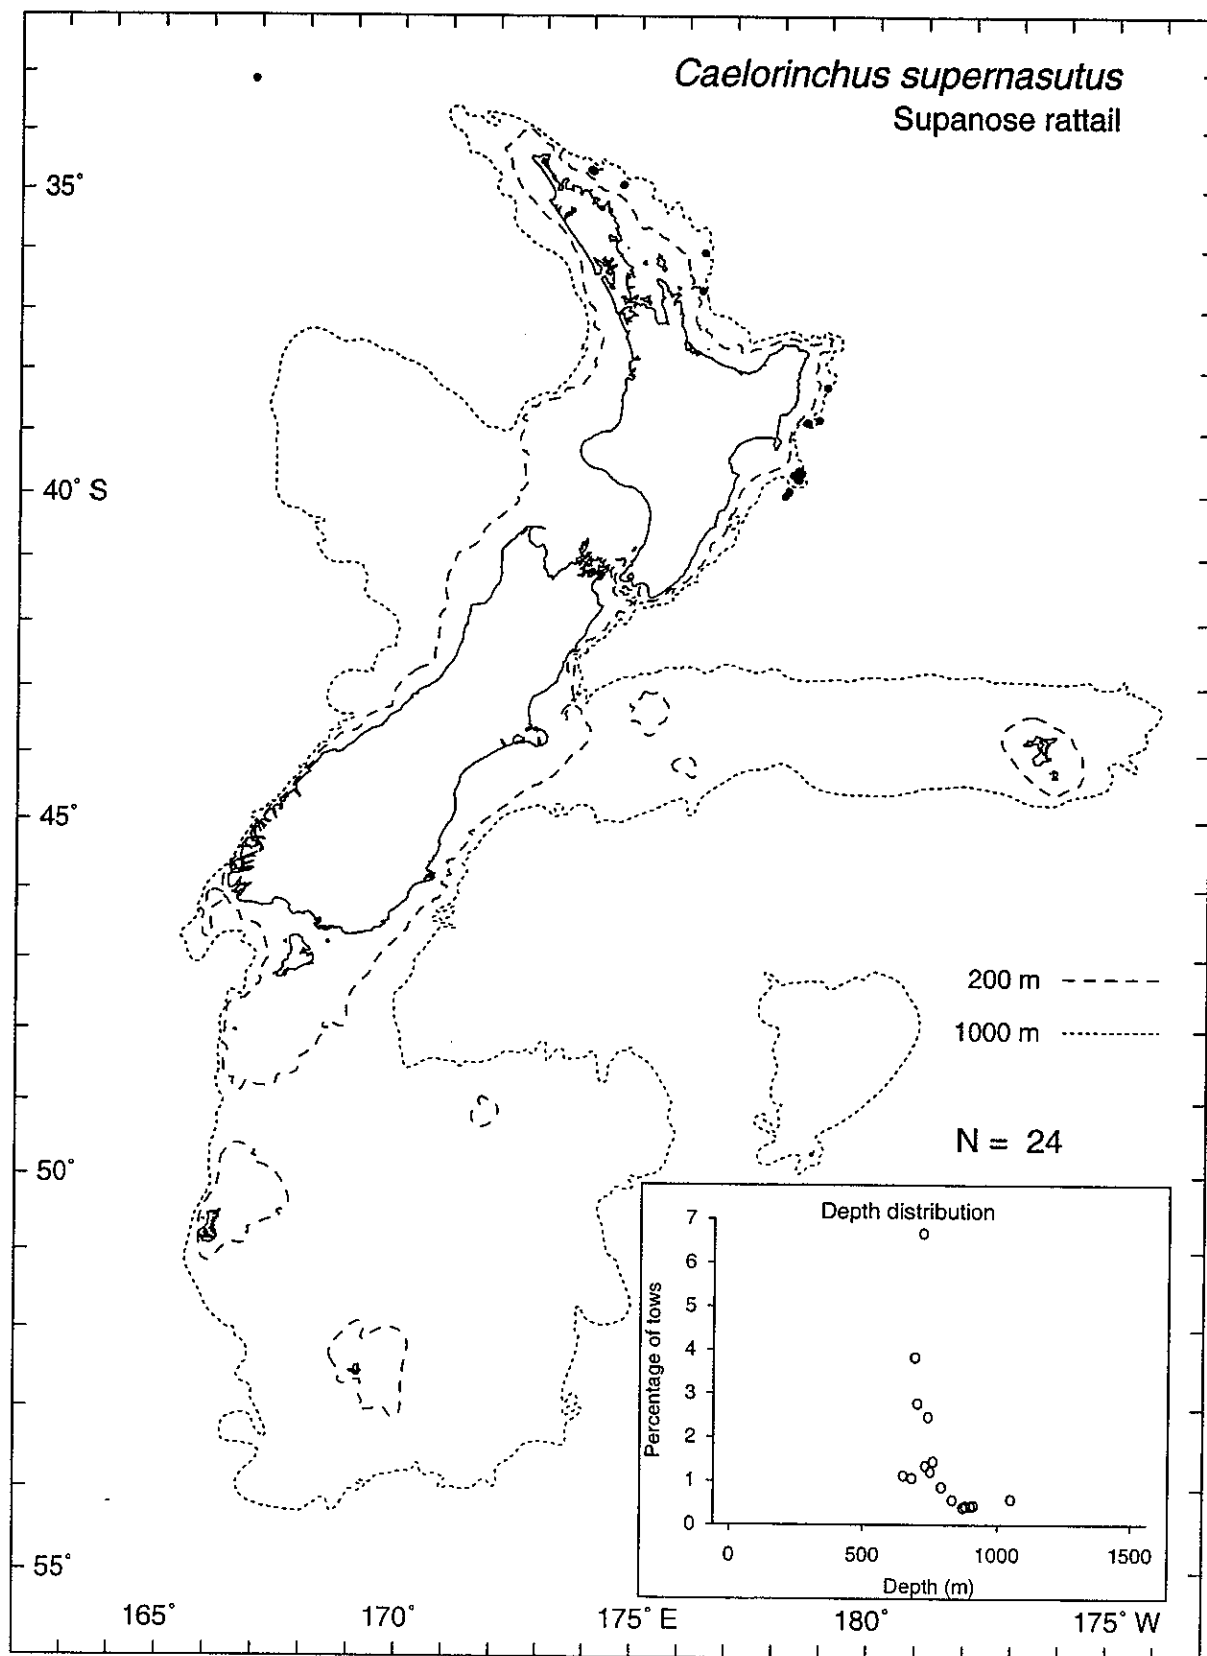 Caelorinchus supernasutus
Supanose rattail
35°
40° S
45°
50°
55°
200 m
1000 m
N = 24
Depth distribution
Percentage of tows
7
6
5
4
3
2
1
0
0 500 1000 1500
Depth (m)
165° 170° 175° E 180° 175° W